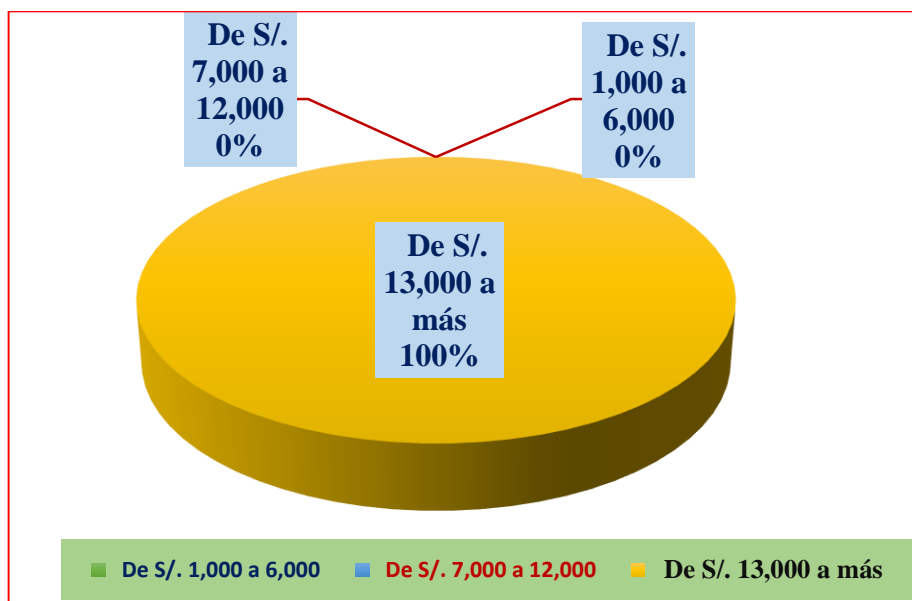 De S/.
7,000 a
12,000
0%
De S/.
1,000 a
6,000
0%
De S/.
13,000 a
más
100%
De S/. 1,000 a 6,000
De S/. 7,000 a 12,000
De S/. 13,000 a más